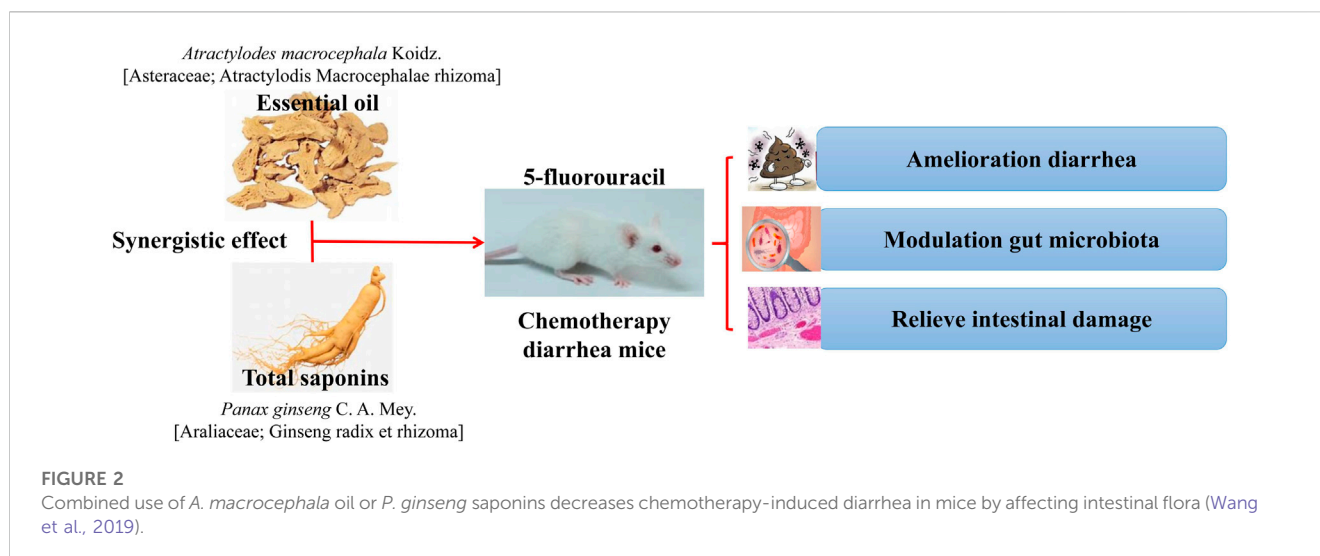 Atractylodes macrocephala Koidz.
[Asteraceae; Atractylodis Macrocephalae rhizoma]
Essential oil
Synergistic effect
Total saponins
Panax ginseng C. A. Mey.
[Araliaceae; Ginseng radix et rhizoma]
5-fluorouracil
Chemotherapy
diarrhea mice
Amelioration diarrhea
Modulation gut microbiota
Relieve intestinal damage
FIGURE 2
Combined use of A. macrocephala oil or P. ginseng saponins decreases chemotherapy-induced diarrhea in mice by affecting intestinal flora (Wang
et al., 2019).